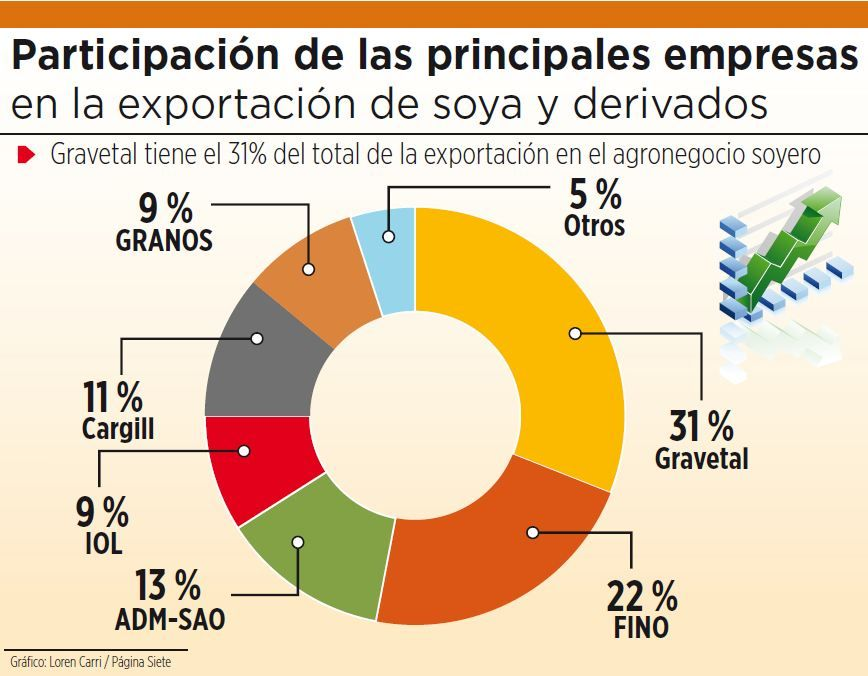 Participación de las principales empresas
en la exportación de soya y derivados
Gravetal tiene el 31% del total de la exportación en el agronegocio soyero
5 %
Otros
9 %
GRANOS
11 %
Cargill
31 %
Gravetal
9 %
IOL
13 %
ADM-SAO
22 %
FINO
Gráfico: Loren Carri / Página Siete